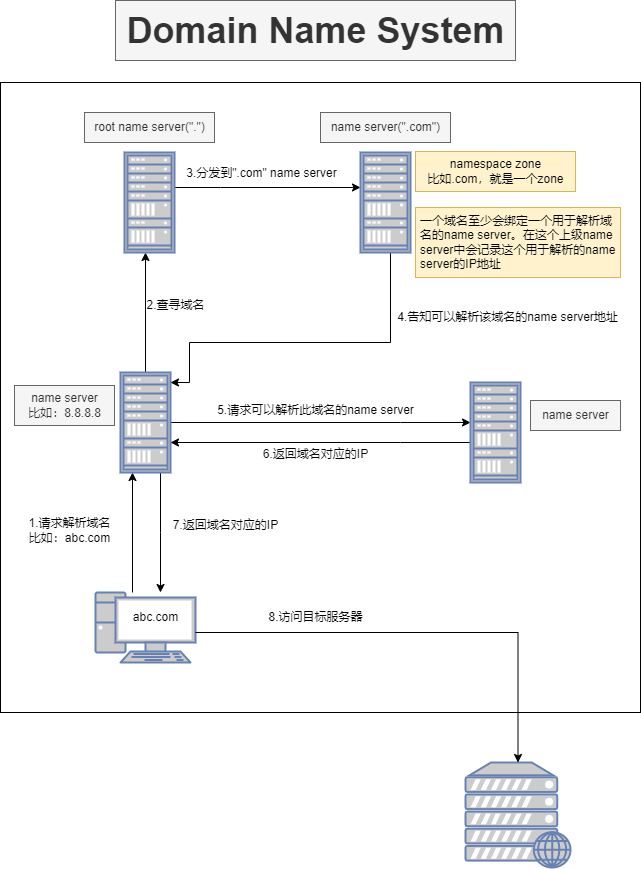 Domain Name System
root name server(".")
name server(".com")
3.分发到".com" name server
namespace zone
比如.com，就是一个zone
一个域名至少会绑定一个用于解析域
名的name server。在这个上级name
server中会记录这个用于解析的name
server的IP地址
2.查寻域名
4.告知可以解析该域名的name server地址
name server
比如：8.8.8.8
5.请求可以解析此域名的name server
name server
6.返回域名对应的IP
1.请求解析域名
比如：abc.com
7.返回域名对应的IP
abc.com
8.访问目标服务器